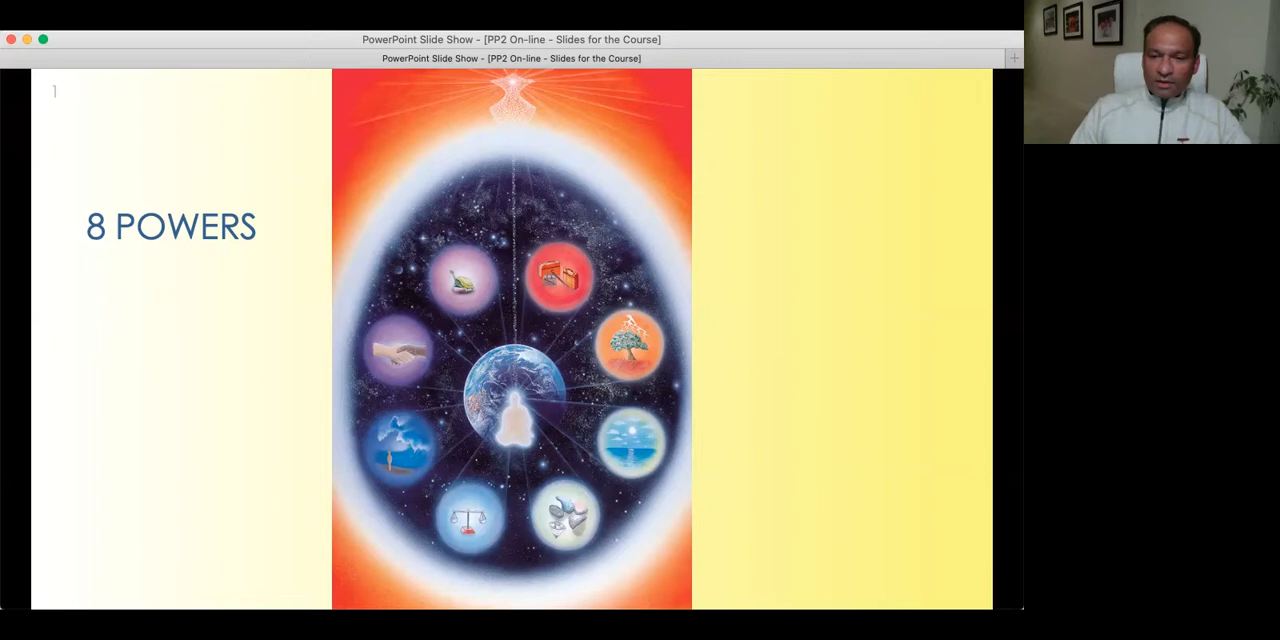 PowerPoint Slide Show - [PP2 On-line - Slides for the Course]
PowerPoint Slide Show - [PP2 On-line - Slides for the Course]
1
8 POWERS